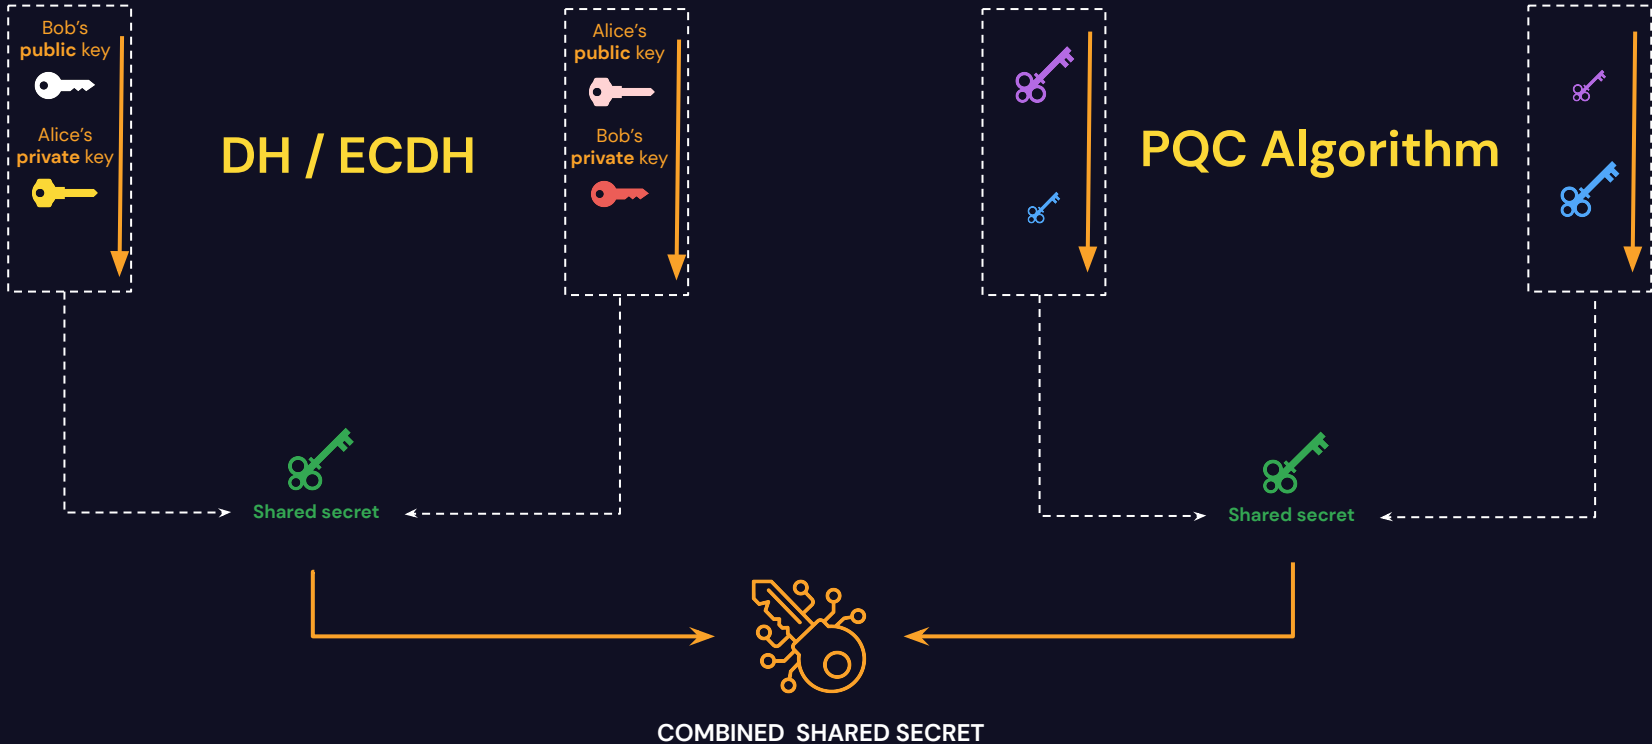 Bob's
public key
Alice's
private key
DH / ECDH
Alice's
public key
Bob's
private key
PQC Algorithm
Shared secret
Shared secret
COMBINED SHARED SECRET